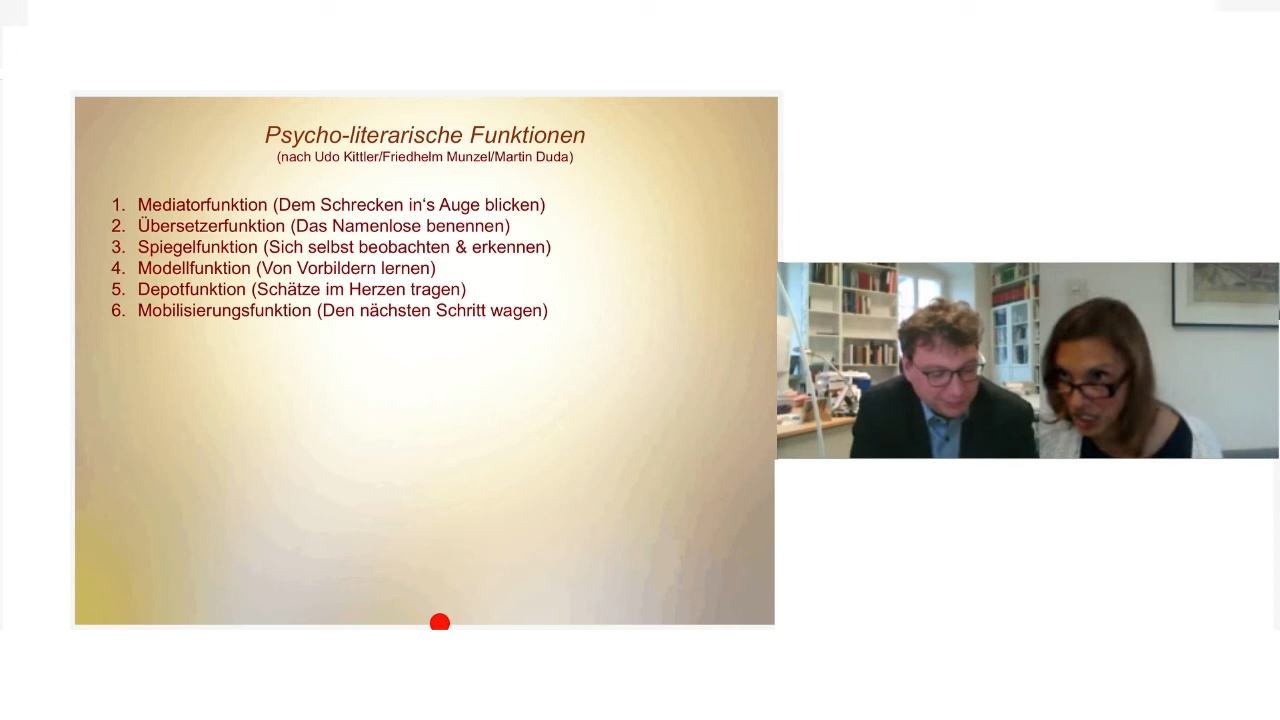 Psycho-literarische Funktionen
(nach Udo Kittler/Friedhelm Munzel/Martin Duda)
1. Mediatorfunktion (Dem Schrecken in‘s Auge blicken)
2. Übersetzerfunktion (Das Namenlose benennen)
3. Spiegelfunktion (Sich selbst beobachten & erkennen)
4. Modellfunktion (Von Vorbildern lernen)
5. Depotfunktion (Schätze im Herzen tragen)
6. Mobilisierungsfunktion (Den nächsten Schritt wagen)